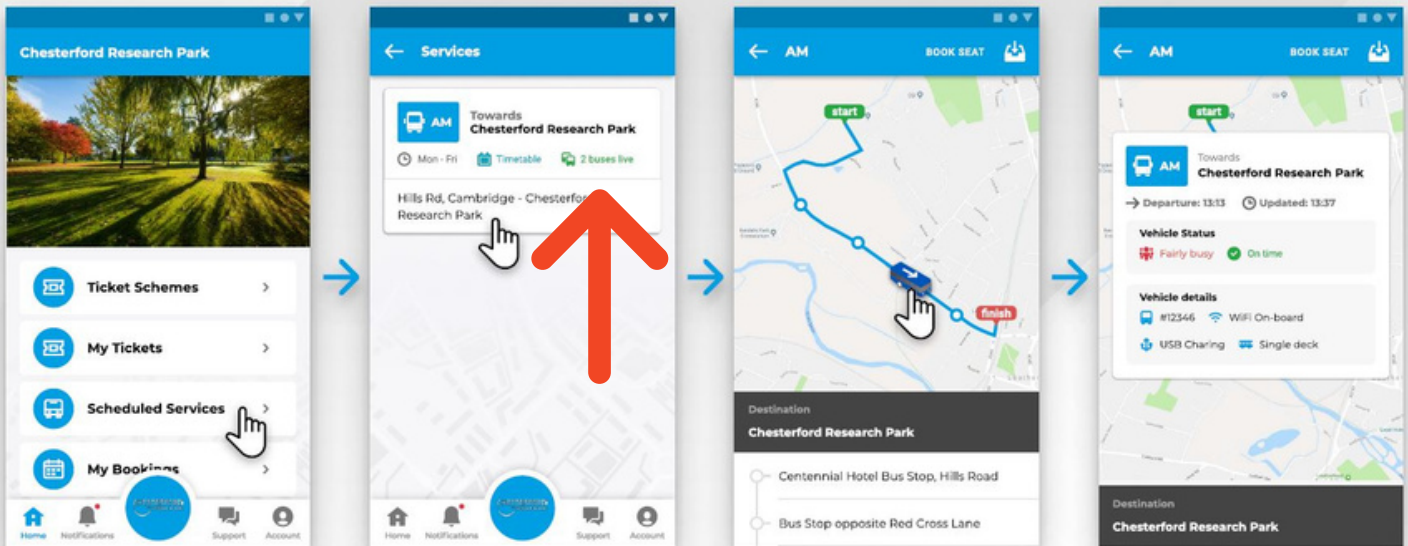 Chesterford Research Park
Ticket Schemes
My Tickets
Scheduled Services
My Bookings
Home
Notifications
Support
Account
Services
AM
Towards
Chesterford Research Park
Mon - Fri
Timetable
2 buses live
Hills Rd, Cambridge - Chesterfor
Research Park
Home
Notifications
Support
Account
AM
BOOK SEAT
start
finish
Destination
Chesterford Research Park
Centennial Hotel Bus Stop, Hills Road
Bus Stop opposite Red Cross Lane
AM
BOOK SEAT
start
AM
Towards
Chesterford Research Park
Departure: 13:13 Updated: 13:37
Vehicle Status
Fairly busy On time
Vehicle details
#12346 WiFi On-board
USB Charing Single deck
Destination
Chesterford Research Park